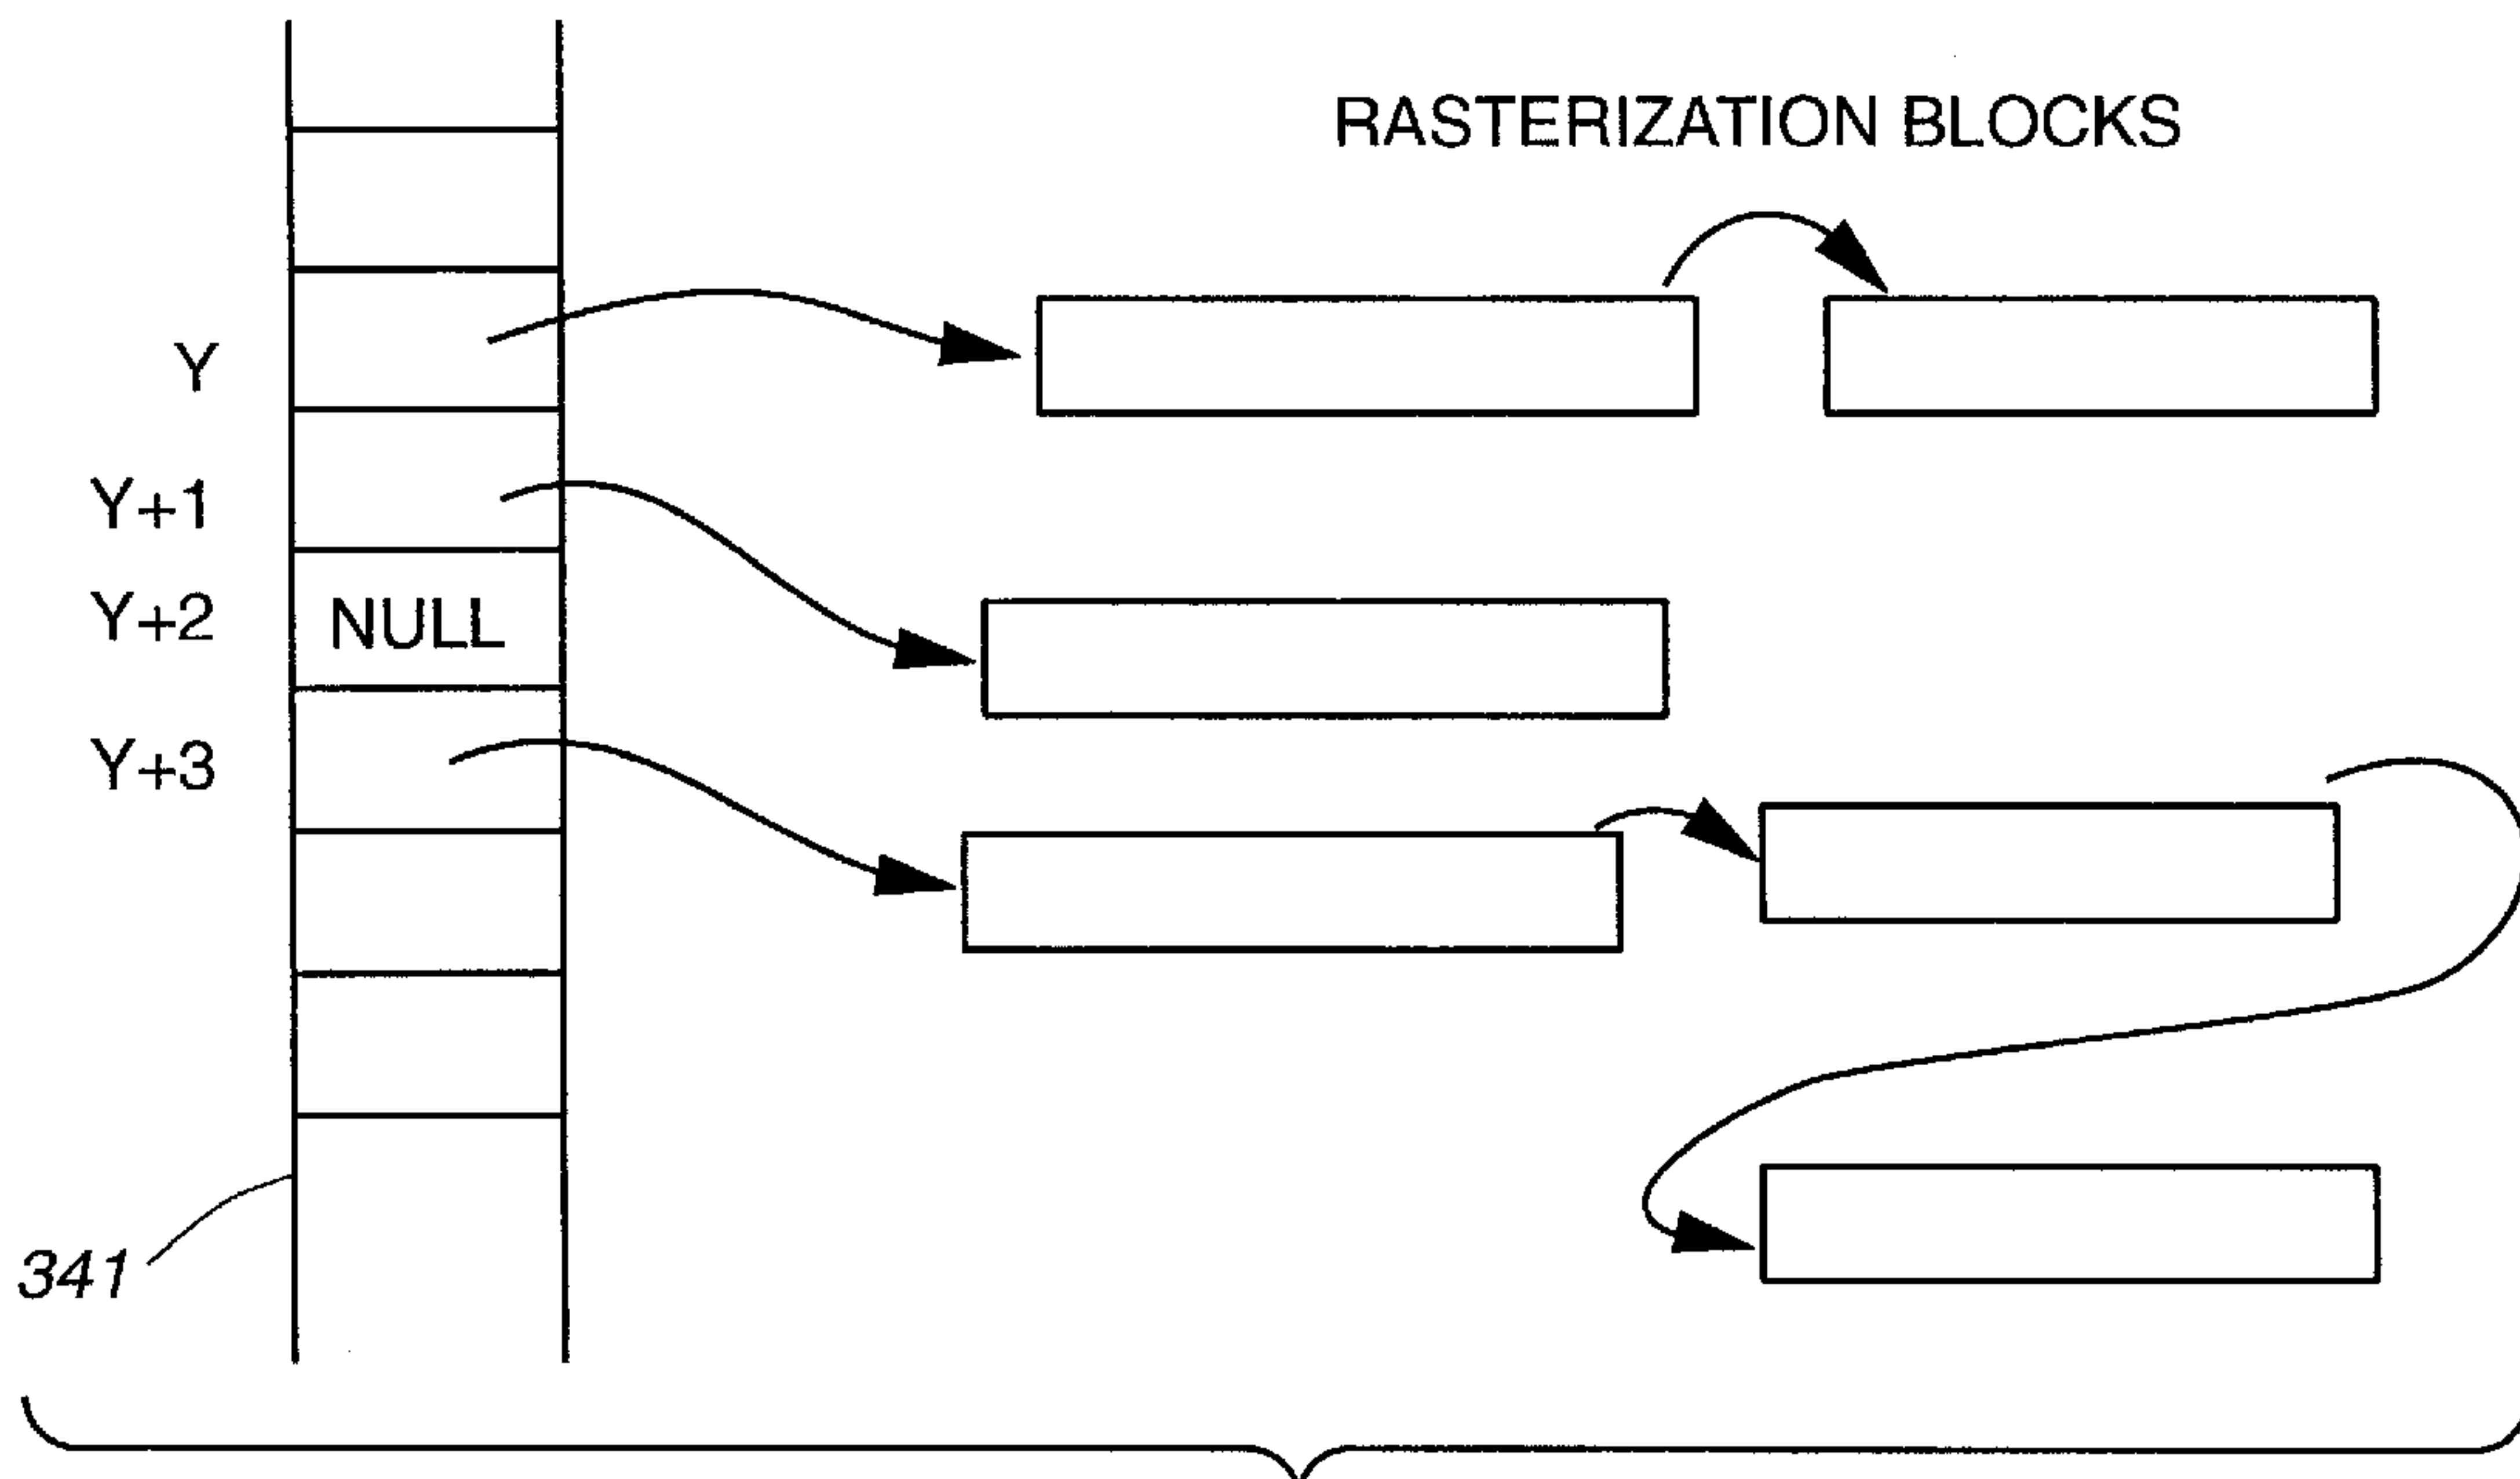 RASTERIZATION BLOCKS
Y
Y+1
Y+2 NULL
Y+3
341